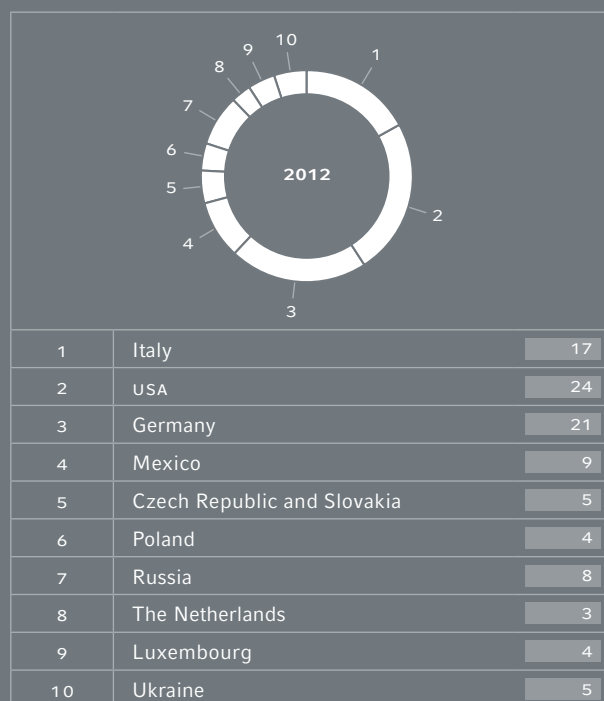 10
9
1
8
7
6
2012
5
2
4
3
1 Italy 17
2 USA 24
3 Germany 21
4 Mexico 9
5 Czech Republic and Slovakia 5
6 Poland 4
7 Russia 8
8 The Netherlands 3
9 Luxembourg 4
10 Ukraine 5